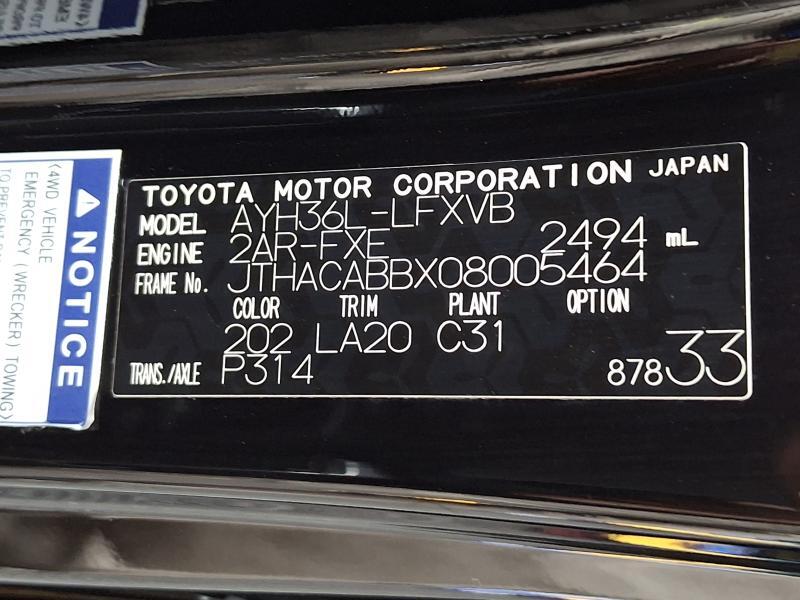 TOYOTA MOTOR CORPORATION JAPAN
MODEL AYH36L-LFXVB
ENGINE 2AR-FXE 2494 mL
FRAME No. JTHACABBX08005464
COLOR TRIM PLANT OPTION
202 LA20 C31
TRANS./AXLE P314 87833
NOTICE
<4WD VEHICLE
EMERGENCY (WRECKER) TOWING>